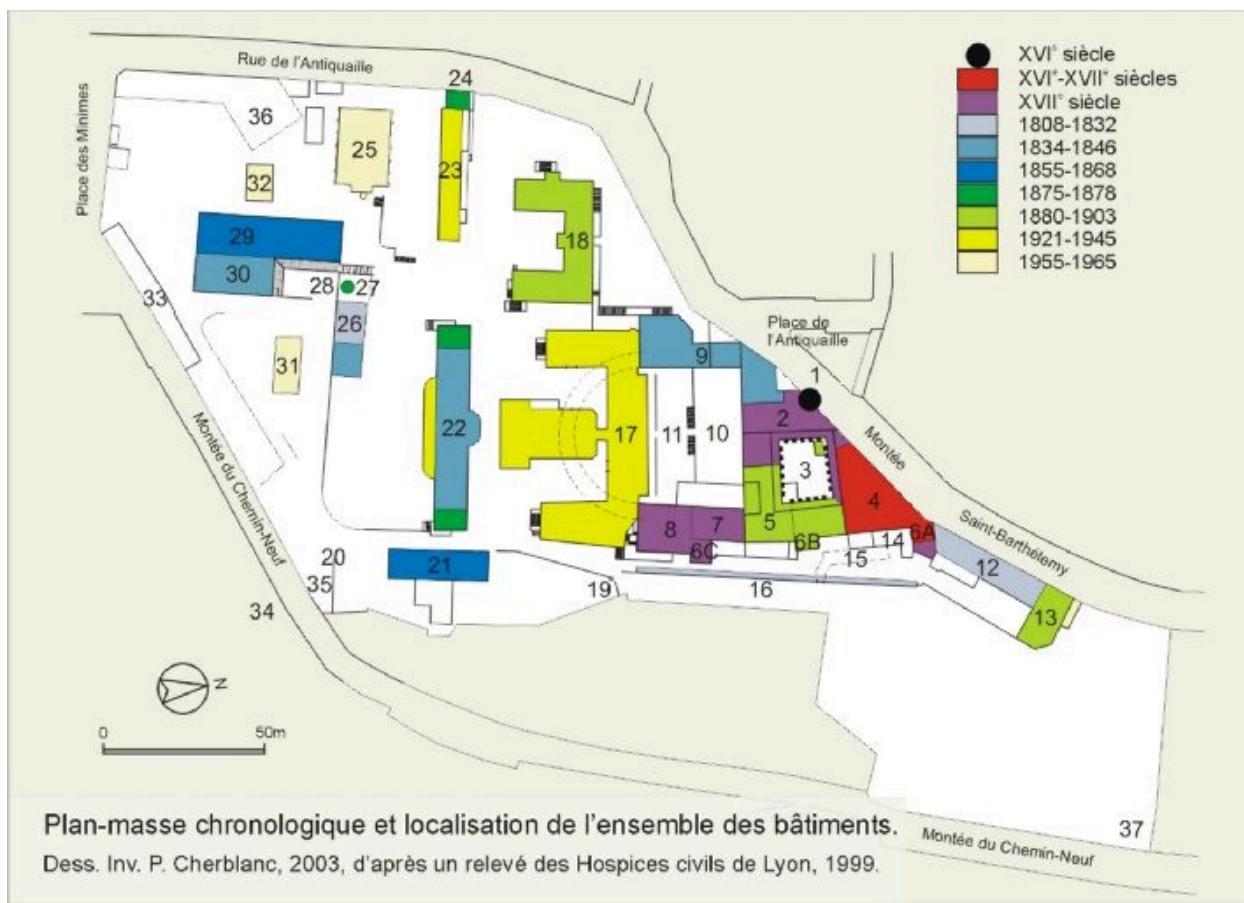 Rue de l'Antiquaille
Place des Minimes
24
36
25
23
32
18
29
30
28
27
33
26
31
22
17
9
11
10
Place de
l'Antiquaille
1
2
3
4
Montée
Saint-Barthélemy
5
6A
6B
6C
7
8
12
13
14
15
16
19
20
21
35
34
Montée du Chemin-Neuf
37
Montée du Chemin-Neuf
N
0
50m
XVIe siècle
XVIe-XVIIe siècles
XVIIe siècle
1808-1832
1834-1846
1855-1868
1875-1878
1880-1903
1921-1945
1955-1965
Plan-masse chronologique et localisation de l'ensemble des bâtiments.
Dess. Inv. P. Cherblanc, 2003, d'après un relevé des Hospices civils de Lyon, 1999.